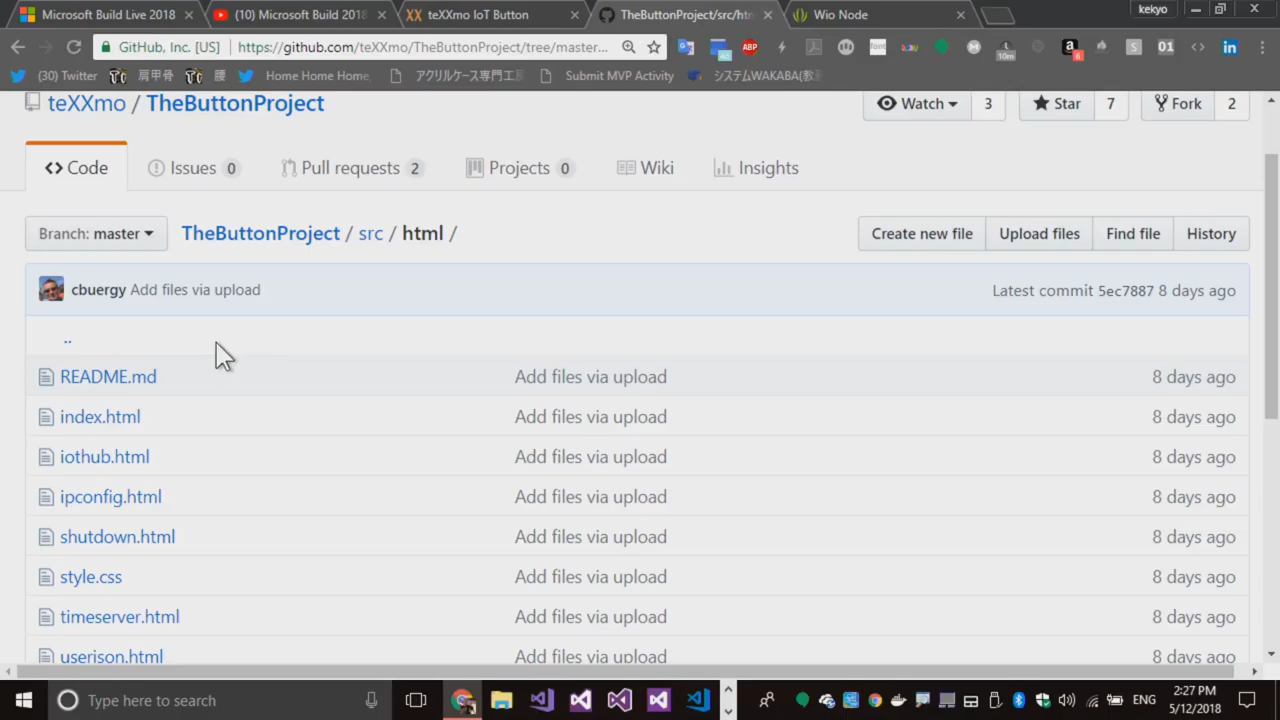 Microsoft Build Live 2018
(10) Microsoft Build 2018
teXXmo IoT Button
TheButtonProject/src/htm
Wio Node
kekyo
GitHub, Inc. [US]
https://github.com/teXXmo/TheButtonProject/tree/master...
(30) Twitter
肩甲骨
腰
Home Home Home
アクリルケース専門工房
Submit MVP Activity
システムWAKABA(教
teXXmo / TheButtonProject
Watch 3
Star 7
Fork 2
Code
Issues 0
Pull requests 2
Projects 0
Wiki
Insights
Branch: master
TheButtonProject / src / html /
Create new file
Upload files
Find file
History
cbuergy Add files via upload
Latest commit 5ec7887 8 days ago
..
README.md Add files via upload 8 days ago
index.html Add files via upload 8 days ago
iothub.html Add files via upload 8 days ago
ipconfig.html Add files via upload 8 days ago
shutdown.html Add files via upload 8 days ago
style.css Add files via upload 8 days ago
timeserver.html Add files via upload 8 days ago
userjson.html Add files via upload 8 days ago
Type here to search
ENG
2:27 PM
5/12/2018